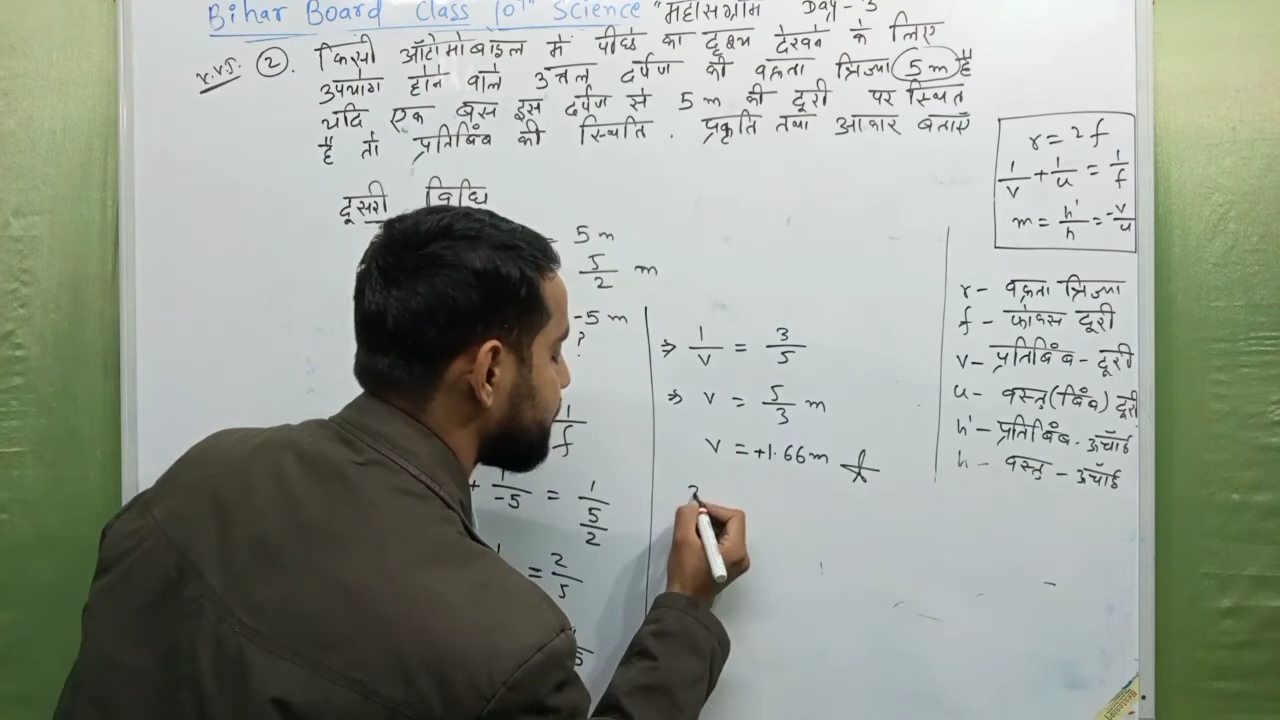 Bihar Board Class 10th Science "महासंग्राम Day-3
V.V.I. ②. किसी ऑटोमोबाइल में पीछे का दृश्य देखने के लिए
उपयोग होने वाले उत्तल दर्पण की वक्रता त्रिज्या 5 m है
यदि एक बस इस दर्पण से 5 m की दूरी पर स्थित
है तो प्रतिबिंब की स्थिति . प्रकृति तथा आकार बताएँ
दूसरी विधि
5 m
5/2 m
-5 m
?
1/f
+ 1/-5 = 1/(5/2)
= 2/5
⇒ 1/v = 3/5
⇒ v = 5/3 m
v = +1.66m
r = 2f
1/v + 1/u = 1/f
m = h'/h = -v/u
r - वक्रता त्रिज्या
f - फोकस दूरी
v - प्रतिबिंब - दूरी
u - वस्तु (बिंब) दूरी
h' - प्रतिबिंब - ऊँचाई
h - वस्तु - ऊँचाई